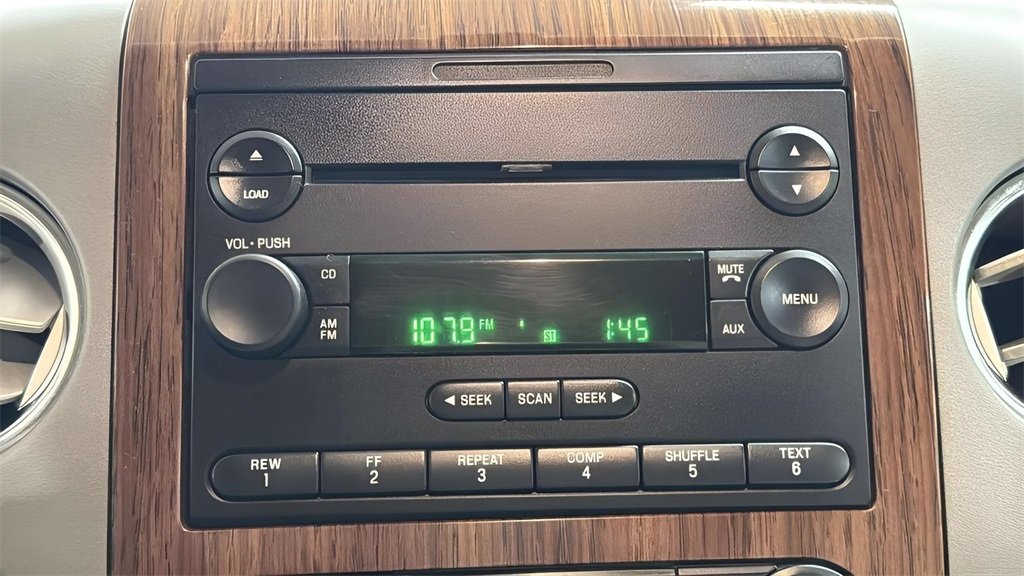 LOAD
VOL • PUSH
CD
MUTE
MENU
AM
FM
107.9 FM ST 1:45
AUX
◄ SEEK SCAN SEEK ►
REW FF REPEAT COMP SHUFFLE TEXT
1 2 3 4 5 6